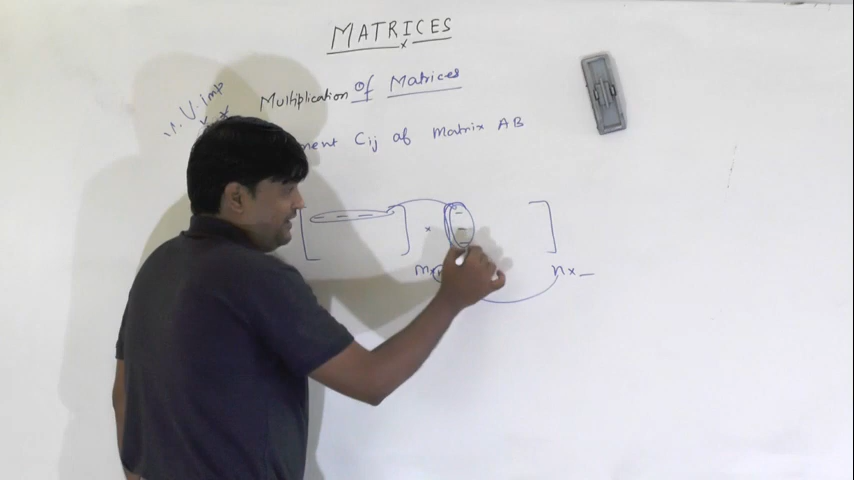 MATRICES
Multiplication Of Matrices
V. imp
Cij of Matrix AB
[ — — — ] × [ — — ]
m× n×_